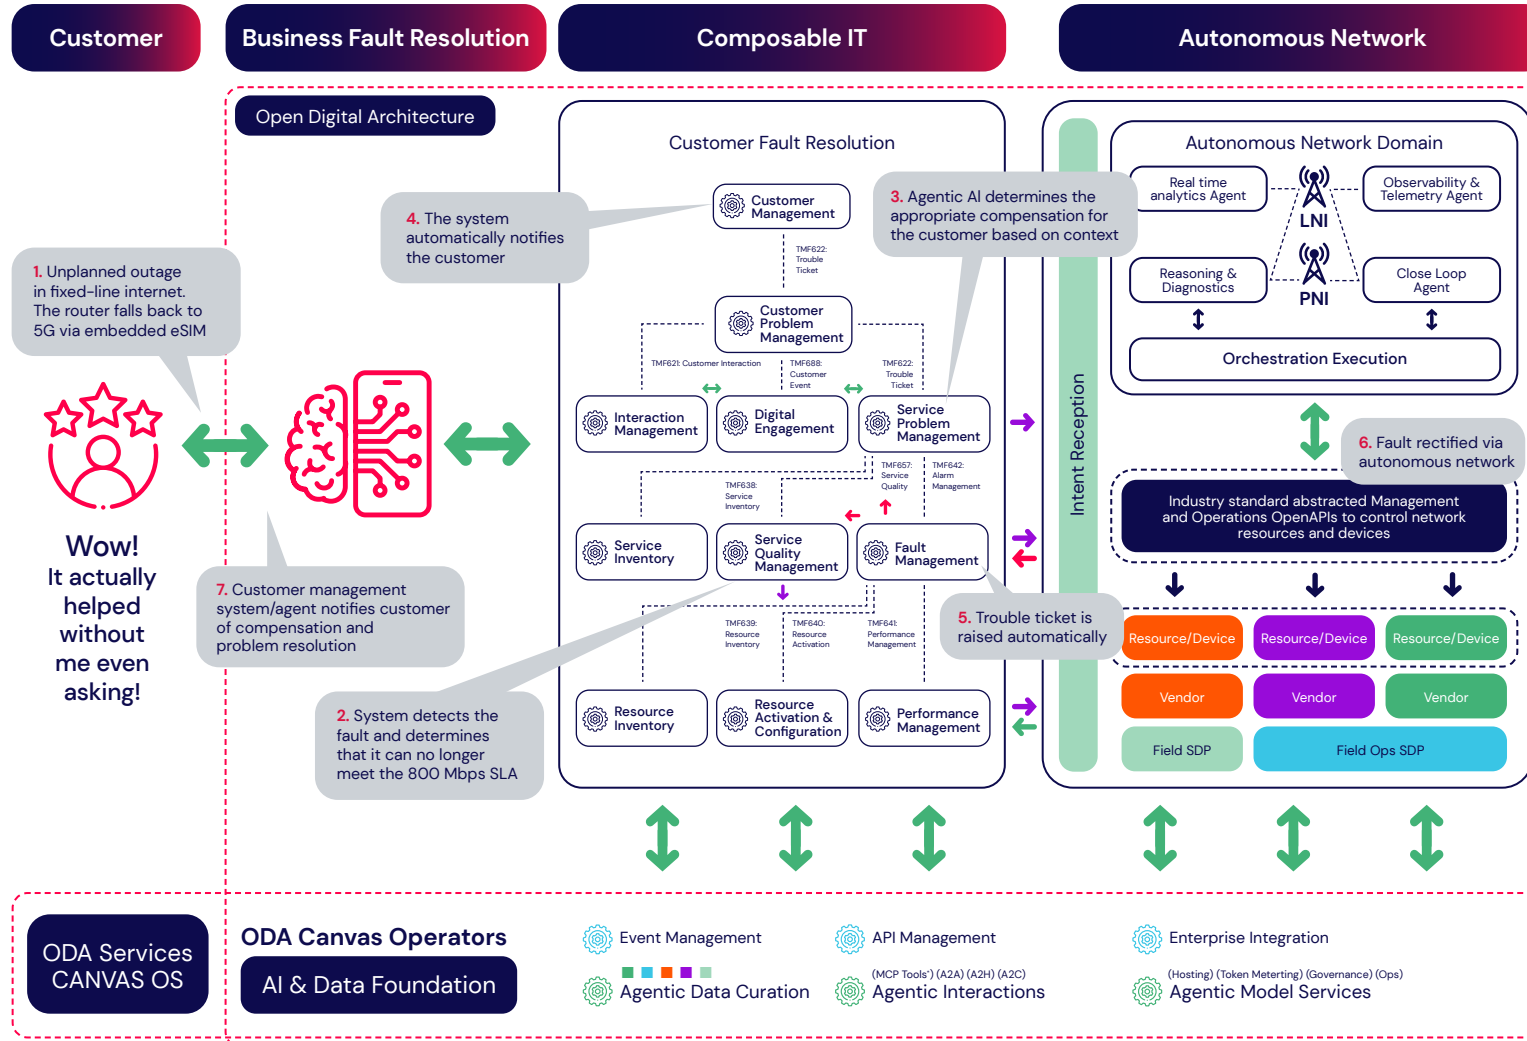 Customer
Business Fault Resolution
Composable IT
Autonomous Network
Open Digital Architecture
Customer Fault Resolution
Customer
Management
TMF622:
Trouble
Ticket
Customer
Problem
Management
TMF621: Customer Interaction
TMF688:
Customer
Event
TMF622:
Trouble
Ticket
Interaction
Management
Digital
Engagement
Service
Problem
Management
TMF638:
Service
Inventory
TMF657:
Service
Quality
TMF642:
Alarm
Management
Service
Inventory
Service
Quality
Management
Fault
Management
TMF639:
Resource
Inventory
TMF640:
Resource
Activation
TMF641:
Performance
Management
Resource
Inventory
Resource
Activation &
Configuration
Performance
Management
1. Unplanned outage
in fixed-line internet.
The router falls back to
5G via embedded eSIM
4. The system
automatically notifies
the customer
3. Agentic AI determines the
appropriate compensation for
the customer based on context
Wow!
It actually
helped
without
me even
asking!
7. Customer management
system/agent notifies customer
of compensation and
problem resolution
2. System detects the
fault and determines
that it can no longer
meet the 800 Mbps SLA
5. Trouble ticket is
raised automatically
Intent Reception
Autonomous Network Domain
Real time
analytics Agent
LNI
Observability &
Telemetry Agent
Reasoning &
Diagnostics
PNI
Close Loop
Agent
Orchestration Execution
6. Fault rectified via
autonomous network
Industry standard abstracted Management
and Operations OpenAPIs to control network
resources and devices
Resource/Device
Resource/Device
Resource/Device
Vendor
Vendor
Vendor
Field SDP
Field Ops SDP
ODA Services
CANVAS OS
ODA Canvas Operators
AI & Data Foundation
Event Management
API Management
Enterprise Integration
Agentic Data Curation
(MCP Tools*) (A2A) (A2H) (A2C)
Agentic Interactions
(Hosting) (Token Meterting) (Governance) (Ops)
Agentic Model Services